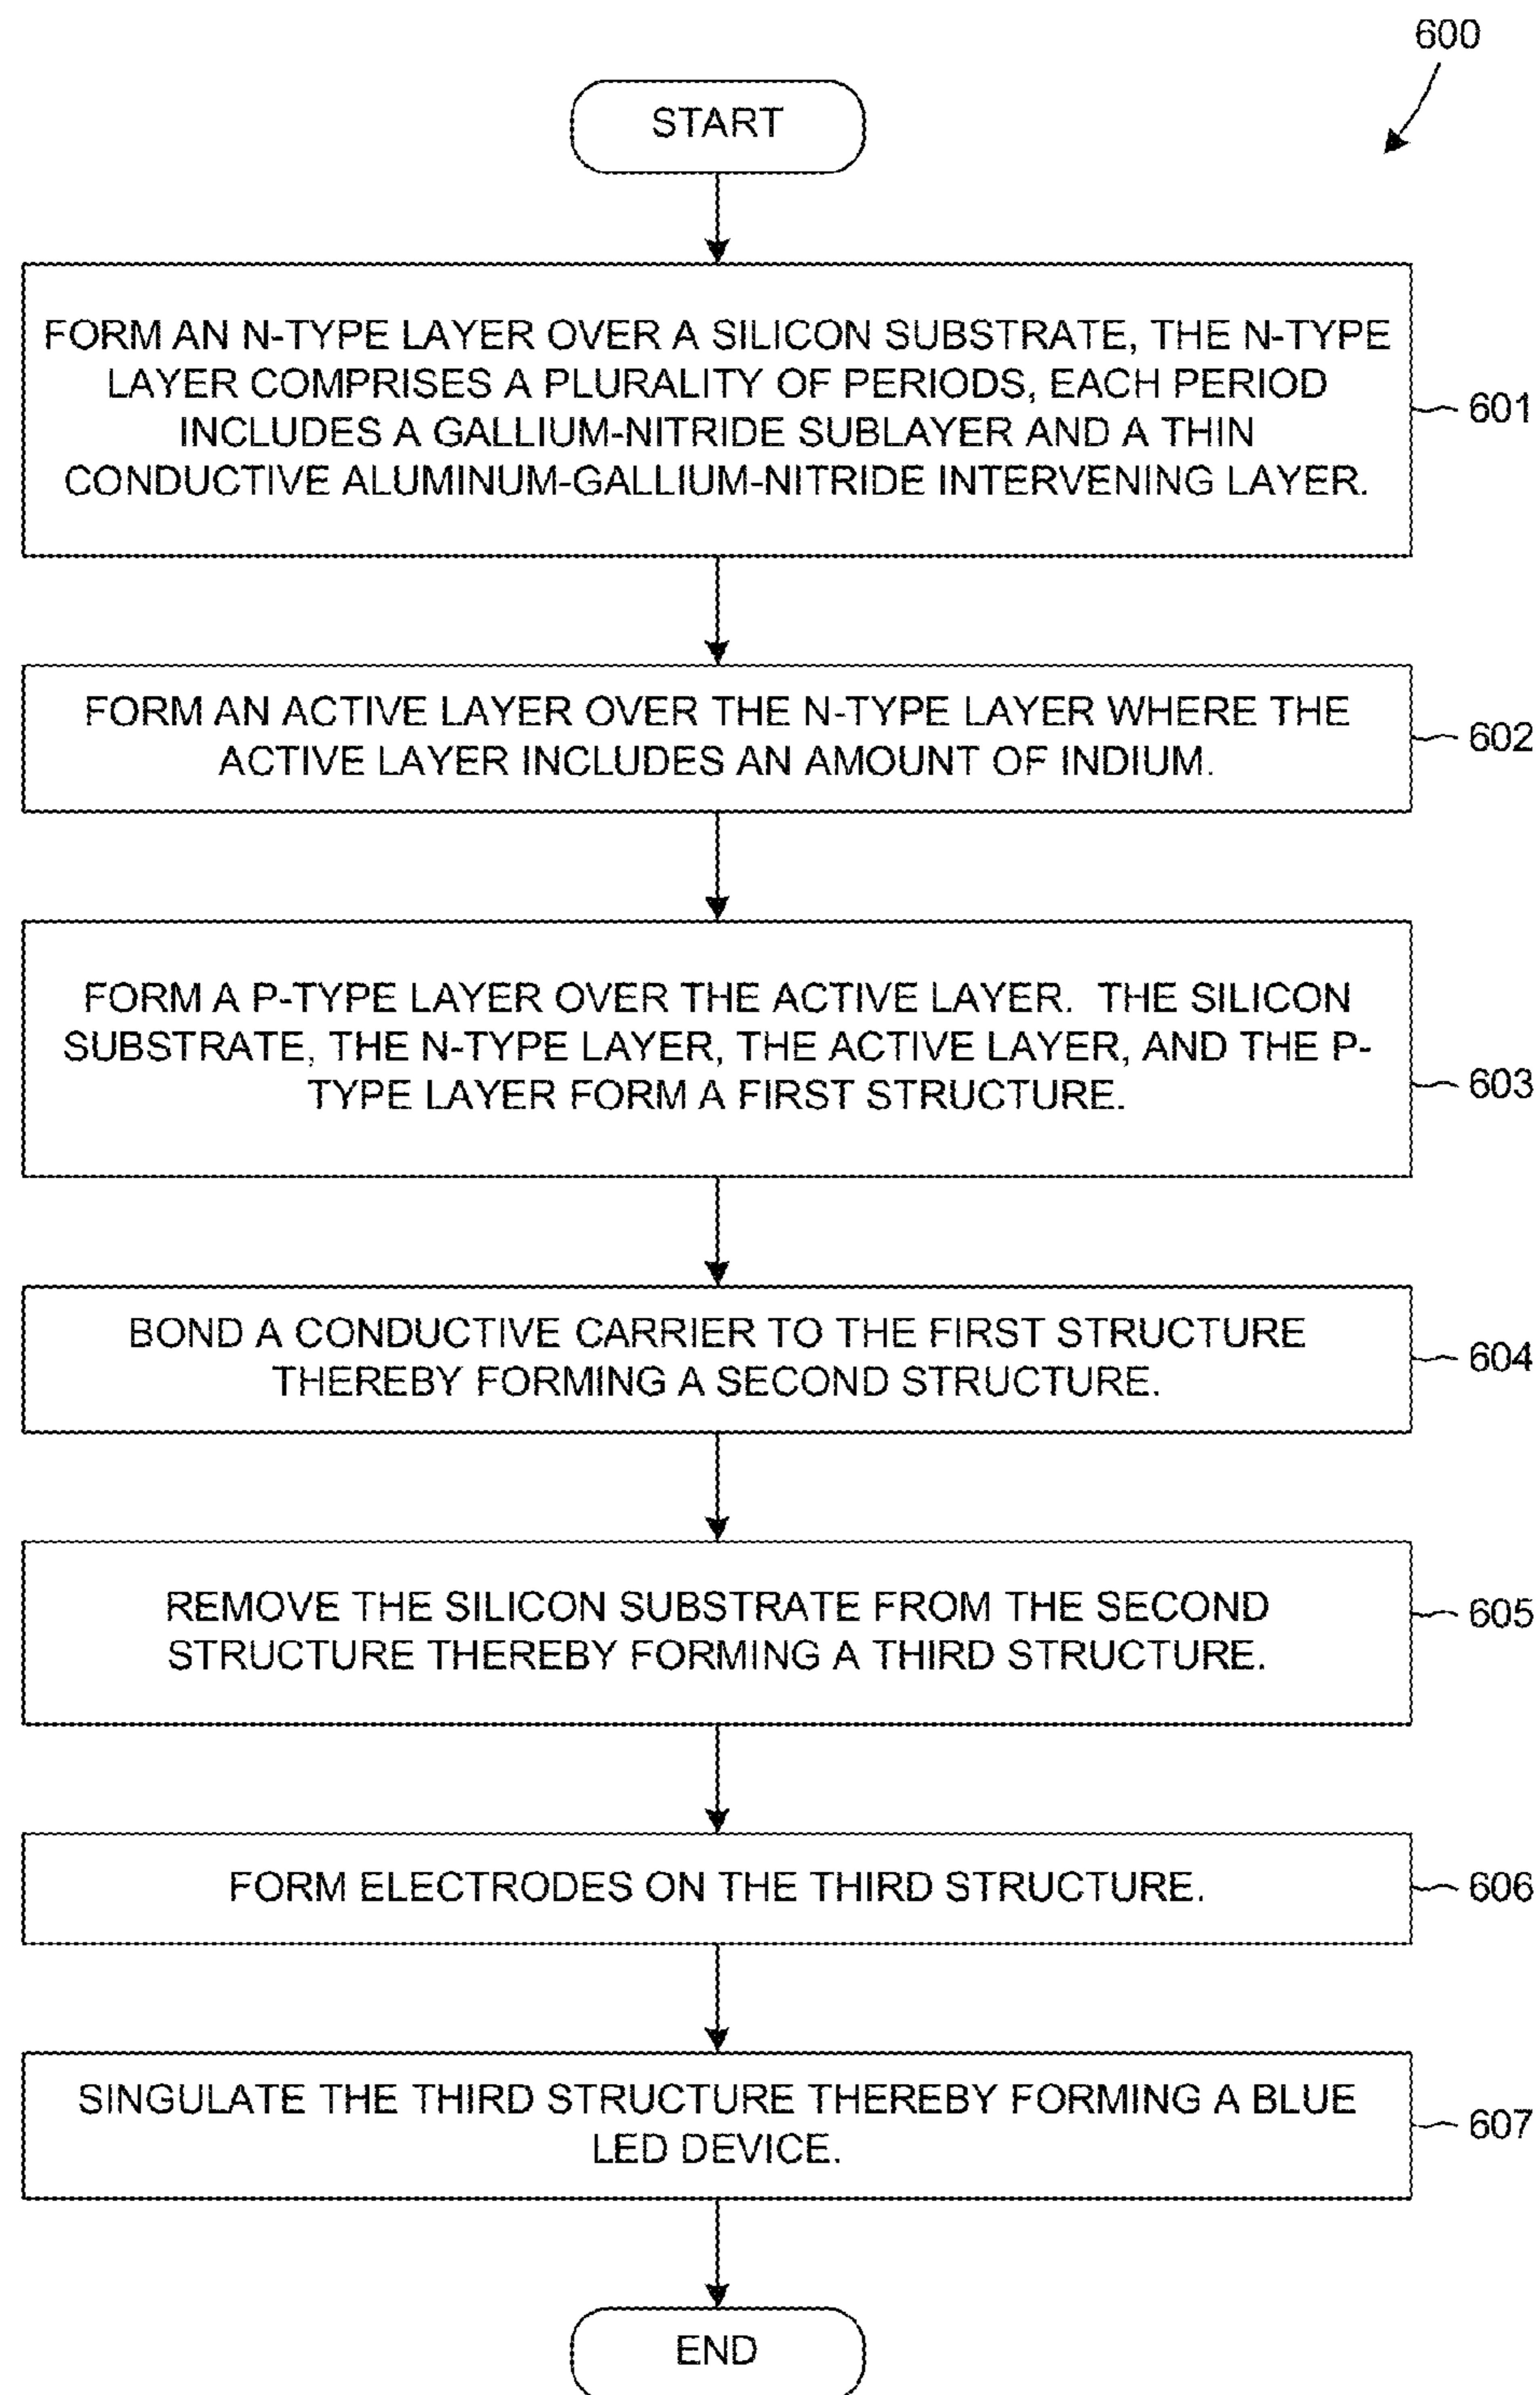 600
START
FORM AN N-TYPE LAYER OVER A SILICON SUBSTRATE, THE N-TYPE
LAYER COMPRISES A PLURALITY OF PERIODS, EACH PERIOD
INCLUDES A GALLIUM-NITRIDE SUBLAYER AND A THIN
CONDUCTIVE ALUMINUM-GALLIUM-NITRIDE INTERVENING LAYER.
601
FORM AN ACTIVE LAYER OVER THE N-TYPE LAYER WHERE THE
ACTIVE LAYER INCLUDES AN AMOUNT OF INDIUM.
602
FORM A P-TYPE LAYER OVER THE ACTIVE LAYER. THE SILICON
SUBSTRATE, THE N-TYPE LAYER, THE ACTIVE LAYER, AND THE P-
TYPE LAYER FORM A FIRST STRUCTURE.
603
BOND A CONDUCTIVE CARRIER TO THE FIRST STRUCTURE
THEREBY FORMING A SECOND STRUCTURE.
604
REMOVE THE SILICON SUBSTRATE FROM THE SECOND
STRUCTURE THEREBY FORMING A THIRD STRUCTURE.
605
FORM ELECTRODES ON THE THIRD STRUCTURE.
606
SINGULATE THE THIRD STRUCTURE THEREBY FORMING A BLUE
LED DEVICE.
607
END